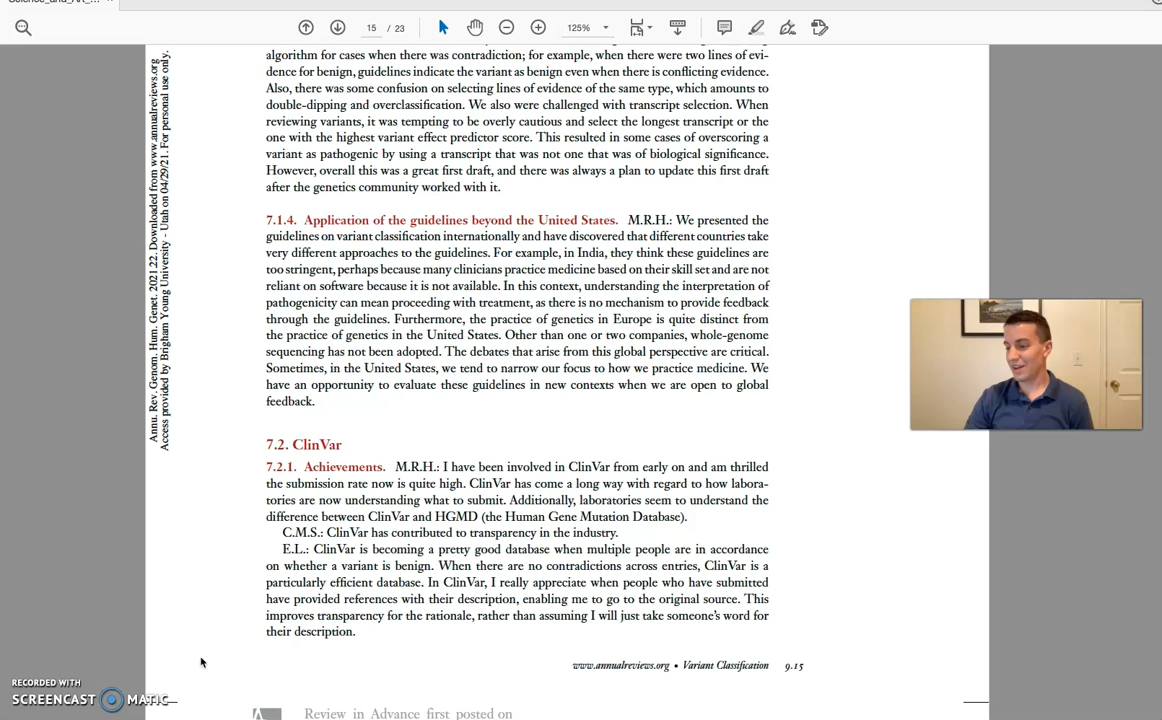 Science_and_Art_...
15 / 23
125%
algorithm for cases when there was contradiction; for example, when there were two lines of evi-
dence for benign, guidelines indicate the variant as benign even when there is conflicting evidence.
Also, there was some confusion on selecting lines of evidence of the same type, which amounts to
double-dipping and overclassification. We also were challenged with transcript selection. When
reviewing variants, it was tempting to be overly cautious and select the longest transcript or the
one with the highest variant effect predictor score. This resulted in some cases of overscoring a
variant as pathogenic by using a transcript that was not one that was of biological significance.
However, overall this was a great first draft, and there was always a plan to update this first draft
after the genetics community worked with it.
7.1.4. Application of the guidelines beyond the United States. M.R.H.: We presented the
guidelines on variant classification internationally and have discovered that different countries take
very different approaches to the guidelines. For example, in India, they think these guidelines are
too stringent, perhaps because many clinicians practice medicine based on their skill set and are not
reliant on software because it is not available. In this context, understanding the interpretation of
pathogenicity can mean proceeding with treatment, as there is no mechanism to provide feedback
through the guidelines. Furthermore, the practice of genetics in Europe is quite distinct from
the practice of genetics in the United States. Other than one or two companies, whole-genome
sequencing has not been adopted. The debates that arise from this global perspective are critical.
Sometimes, in the United States, we tend to narrow our focus to how we practice medicine. We
have an opportunity to evaluate these guidelines in new contexts when we are open to global
feedback.
7.2. ClinVar
7.2.1. Achievements. M.R.H.: I have been involved in ClinVar from early on and am thrilled
the submission rate now is quite high. ClinVar has come a long way with regard to how labora-
tories are now understanding what to submit. Additionally, laboratories seem to understand the
difference between ClinVar and HGMD (the Human Gene Mutation Database).
C.M.S.: ClinVar has contributed to transparency in the industry.
E.L.: ClinVar is becoming a pretty good database when multiple people are in accordance
on whether a variant is benign. When there are no contradictions across entries, ClinVar is a
particularly efficient database. In ClinVar, I really appreciate when people who have submitted
have provided references with their description, enabling me to go to the original source. This
improves transparency for the rationale, rather than assuming I will just take someone's word for
their description.
www.annualreviews.org • Variant Classification 9.15
Annu. Rev. Genom. Hum. Genet. 2021.22. Downloaded from www.annualreviews.org
Access provided by Brigham Young University - Utah on 04/29/21. For personal use only.
RECORDED WITH
SCREENCAST MATIC
Review in Advance first posted on